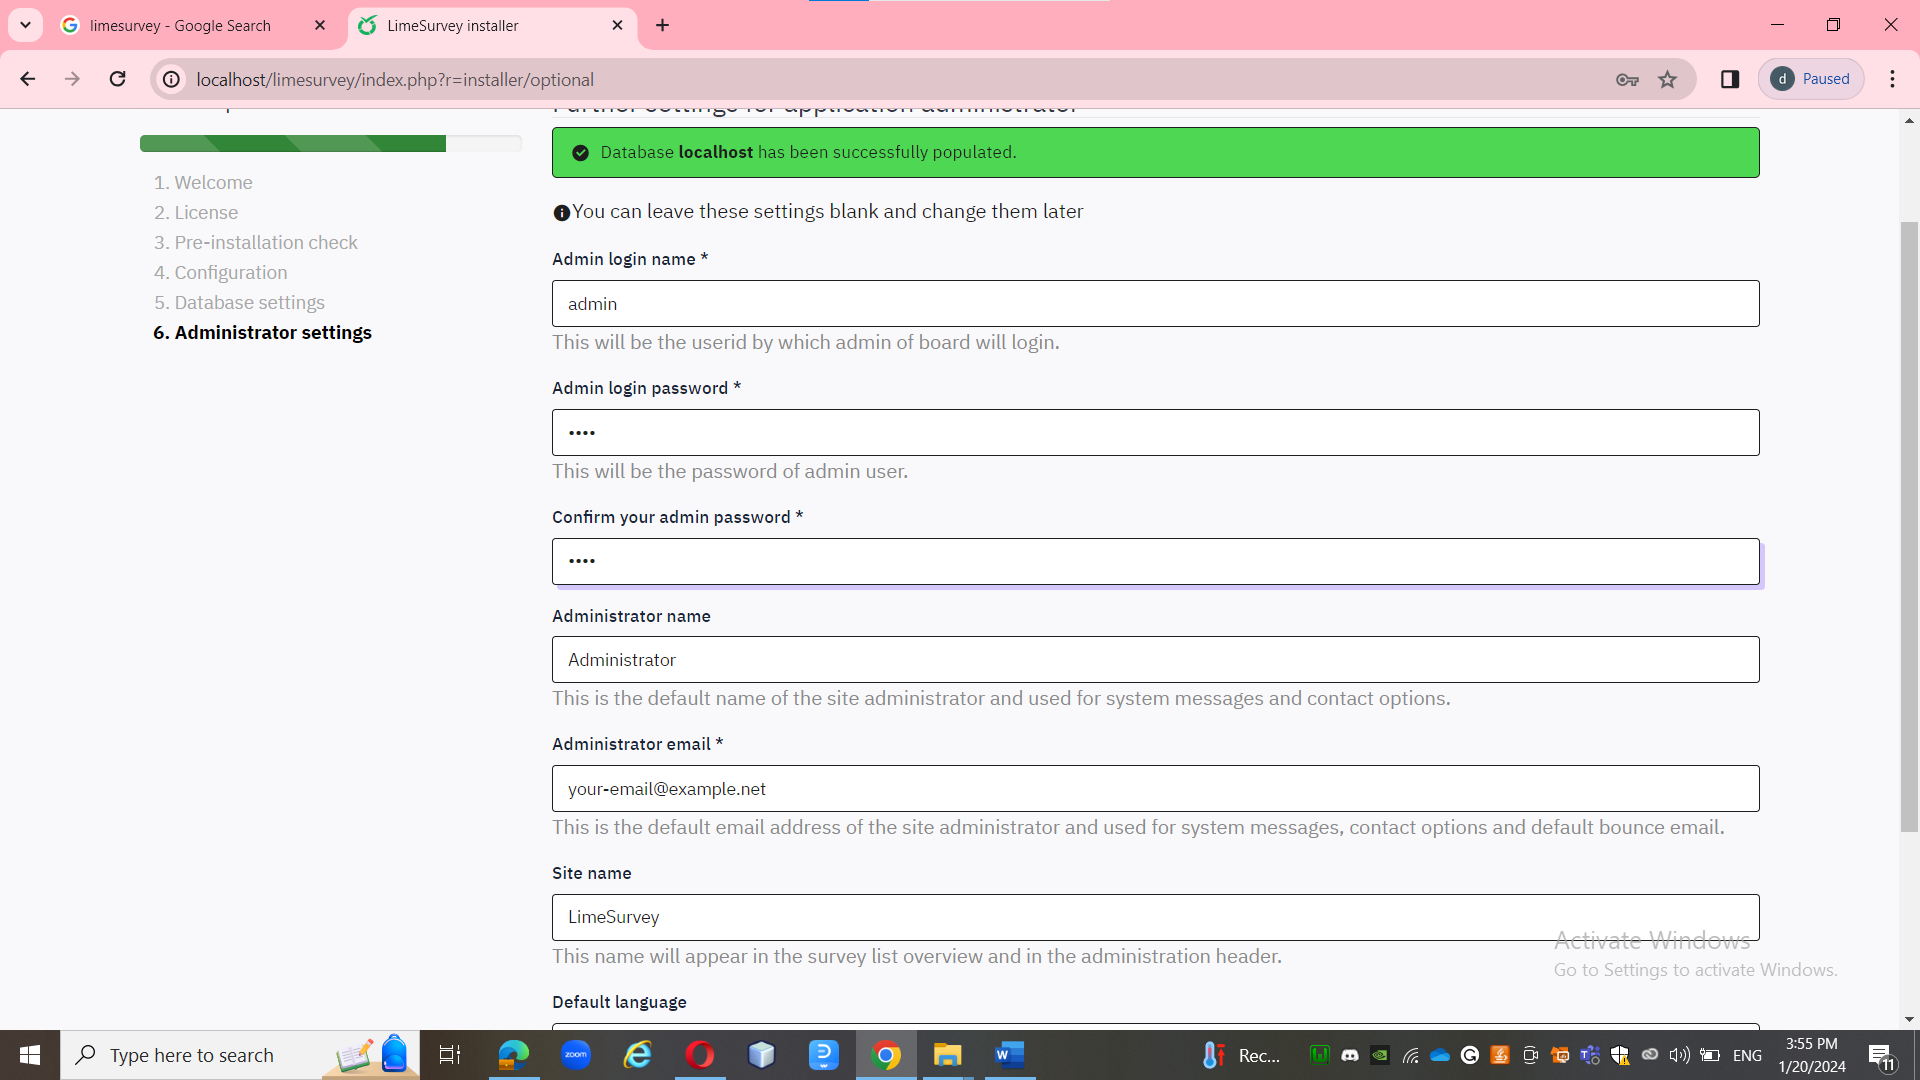 limesurvey - Google Search
LimeSurvey installer
localhost/limesurvey/index.php?r=installer/optional
d Paused
Further settings for application administrator
1. Welcome
2. License
3. Pre-installation check
4. Configuration
5. Database settings
6. Administrator settings
Database localhost has been successfully populated.
You can leave these settings blank and change them later
Admin login name *
admin
This will be the userid by which admin of board will login.
Admin login password *
••••
This will be the password of admin user.
Confirm your admin password *
••••
Administrator name
Administrator
This is the default name of the site administrator and used for system messages and contact options.
Administrator email *
your-email@example.net
This is the default email address of the site administrator and used for system messages, contact options and default bounce email.
Site name
LimeSurvey
This name will appear in the survey list overview and in the administration header.
Default language
Activate Windows
Go to Settings to activate Windows.
Type here to search
zoom
Rec...
ENG
3:55 PM
1/20/2024
11